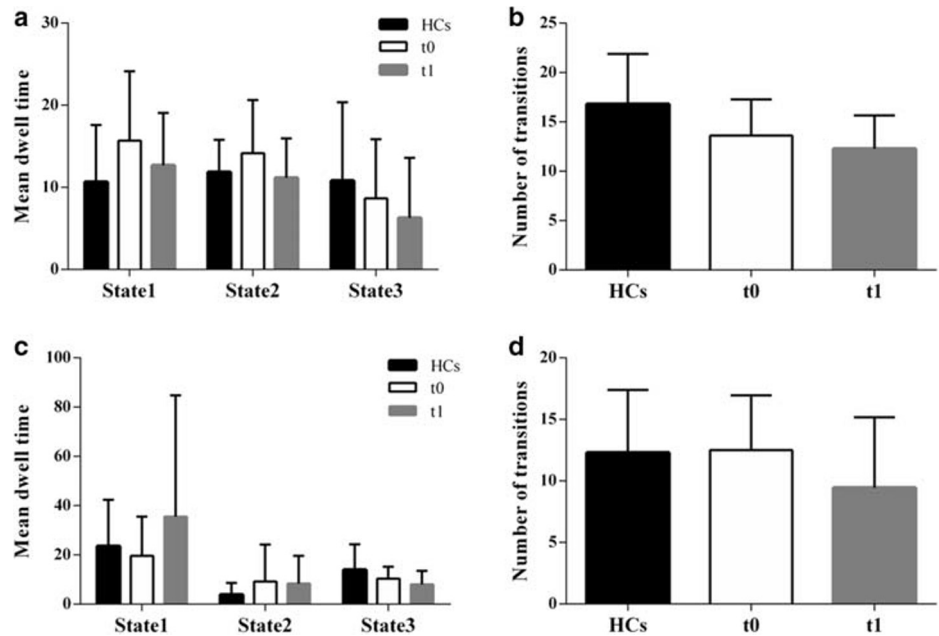 a
30
20
10
0
Mean dwell time
HCs
t0
t1
State1
State2
State3
b
25
20
15
10
5
0
Number of transitions
HCs
t0
t1
c
100
80
60
40
20
0
Mean dwell time
HCs
t0
t1
State1
State2
State3
d
20
15
10
5
0
Number of transitions
HCs
t0
t1